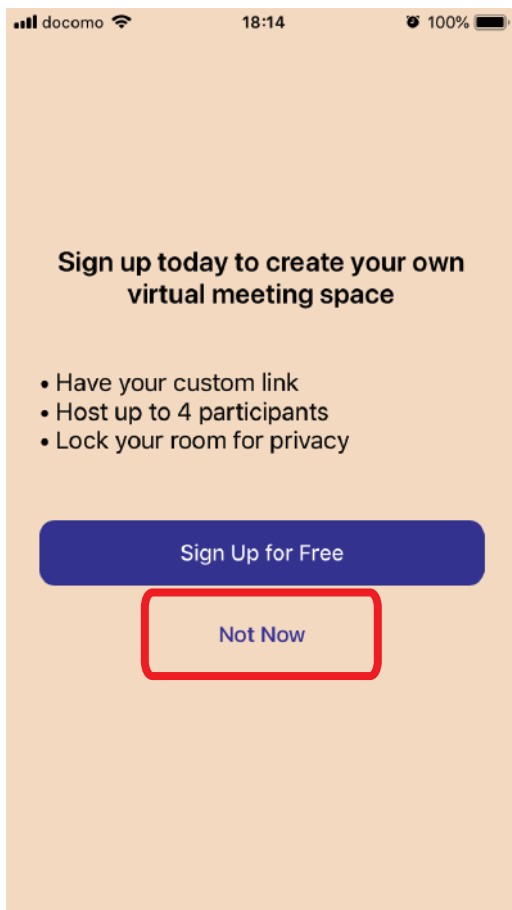 docomo 18:14 100%
Sign up today to create your own
virtual meeting space
• Have your custom link
• Host up to 4 participants
• Lock your room for privacy
Sign Up for Free
Not Now